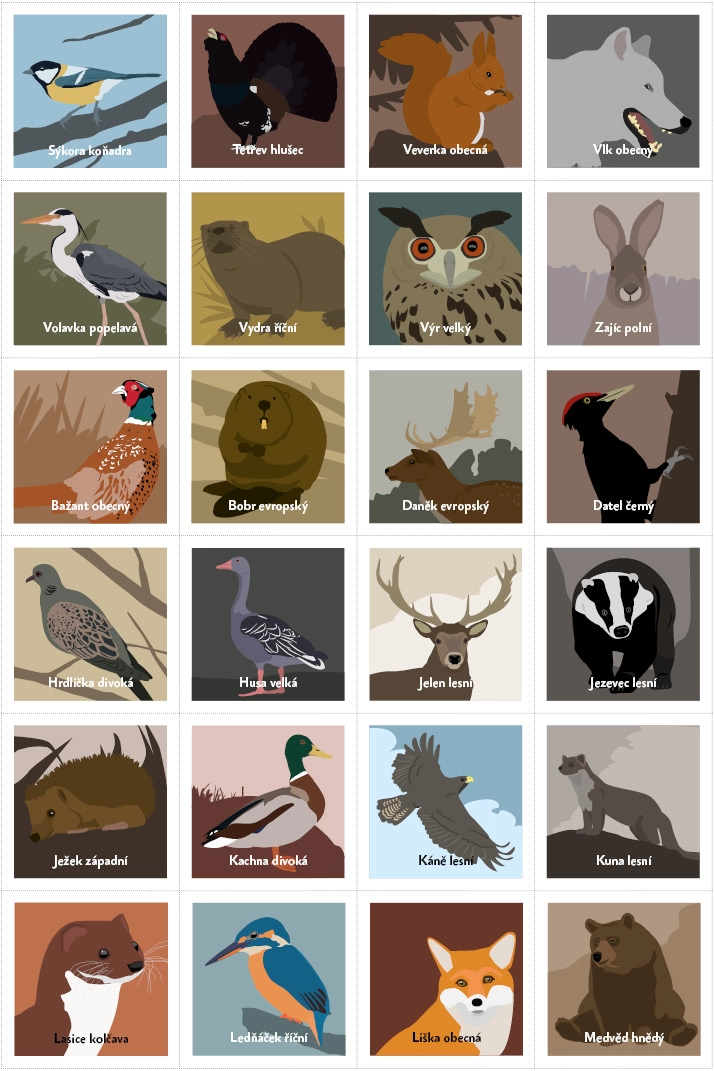 Sýkora koňadra
Tetřev hlušec
Veverka obecná
Vlk obecný
Volavka popelavá
Vydra říční
Výr velký
Zajíc polní
Bažant obecný
Bobr evropský
Daněk evropský
Datel černý
Hrdlička divoká
Husa velká
Jelen lesní
Jezevec lesní
Ježek západní
Kachna divoká
Káně lesní
Kuna lesní
Lasice kolčava
Ledňáček říční
Liška obecná
Medvěd hnědý